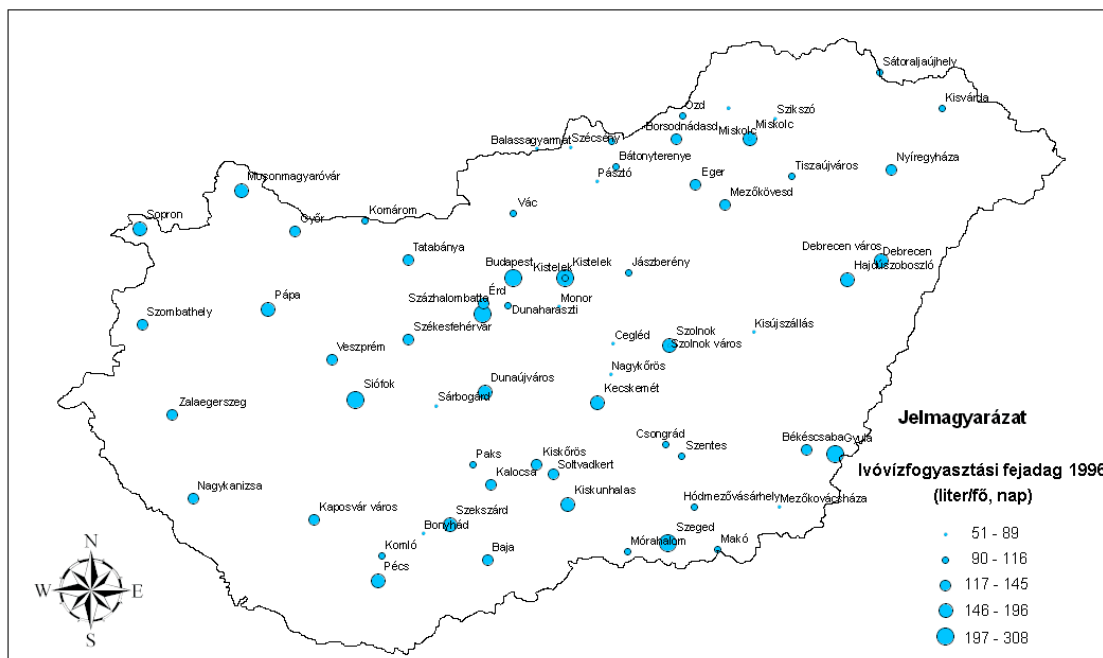 Sátoraljaújhely
Kisvárda
Ózd
Szikszó
Borsodnádasd
Miskolc
Miskolc
Balassagyarmat
Szécsény
Bátonyterenye
Pásztó
Eger
Tiszaújváros
Nyíregyháza
Mezőkövesd
Mosonmagyaróvár
Sopron
Győr
Komárom
Vác
Tatabánya
Budapest
Kistelek
Kistelek
Jászberény
Debrecen város
Debrecen
Hajdúszoboszló
Érd
Százhalombatta
Dunaharaszti
Monor
Pápa
Szombathely
Székesfehérvár
Cegléd
Szolnok
Szolnok város
Kisújszállás
Veszprém
Nagykőrös
Siófok
Sárbogárd
Dunaújváros
Kecskemét
Zalaegerszeg
Jelmagyarázat
Csongrád
Szentes
Békéscsaba
Gyula
Paks
Kiskőrös
Soltvadkert
Kalocsa
Ivóvízfogyasztási fejadag 1996
(liter/fő, nap)
Nagykanizsa
Kiskunhalas
Hódmezővásárhely
Mezőkovácsháza
Kaposvár város
Szekszárd
Bonyhád
Szeged
Mórahalom
Makó
Komló
Baja
Pécs
51 - 89
90 - 116
117 - 145
146 - 196
197 - 308
N
W
E
S